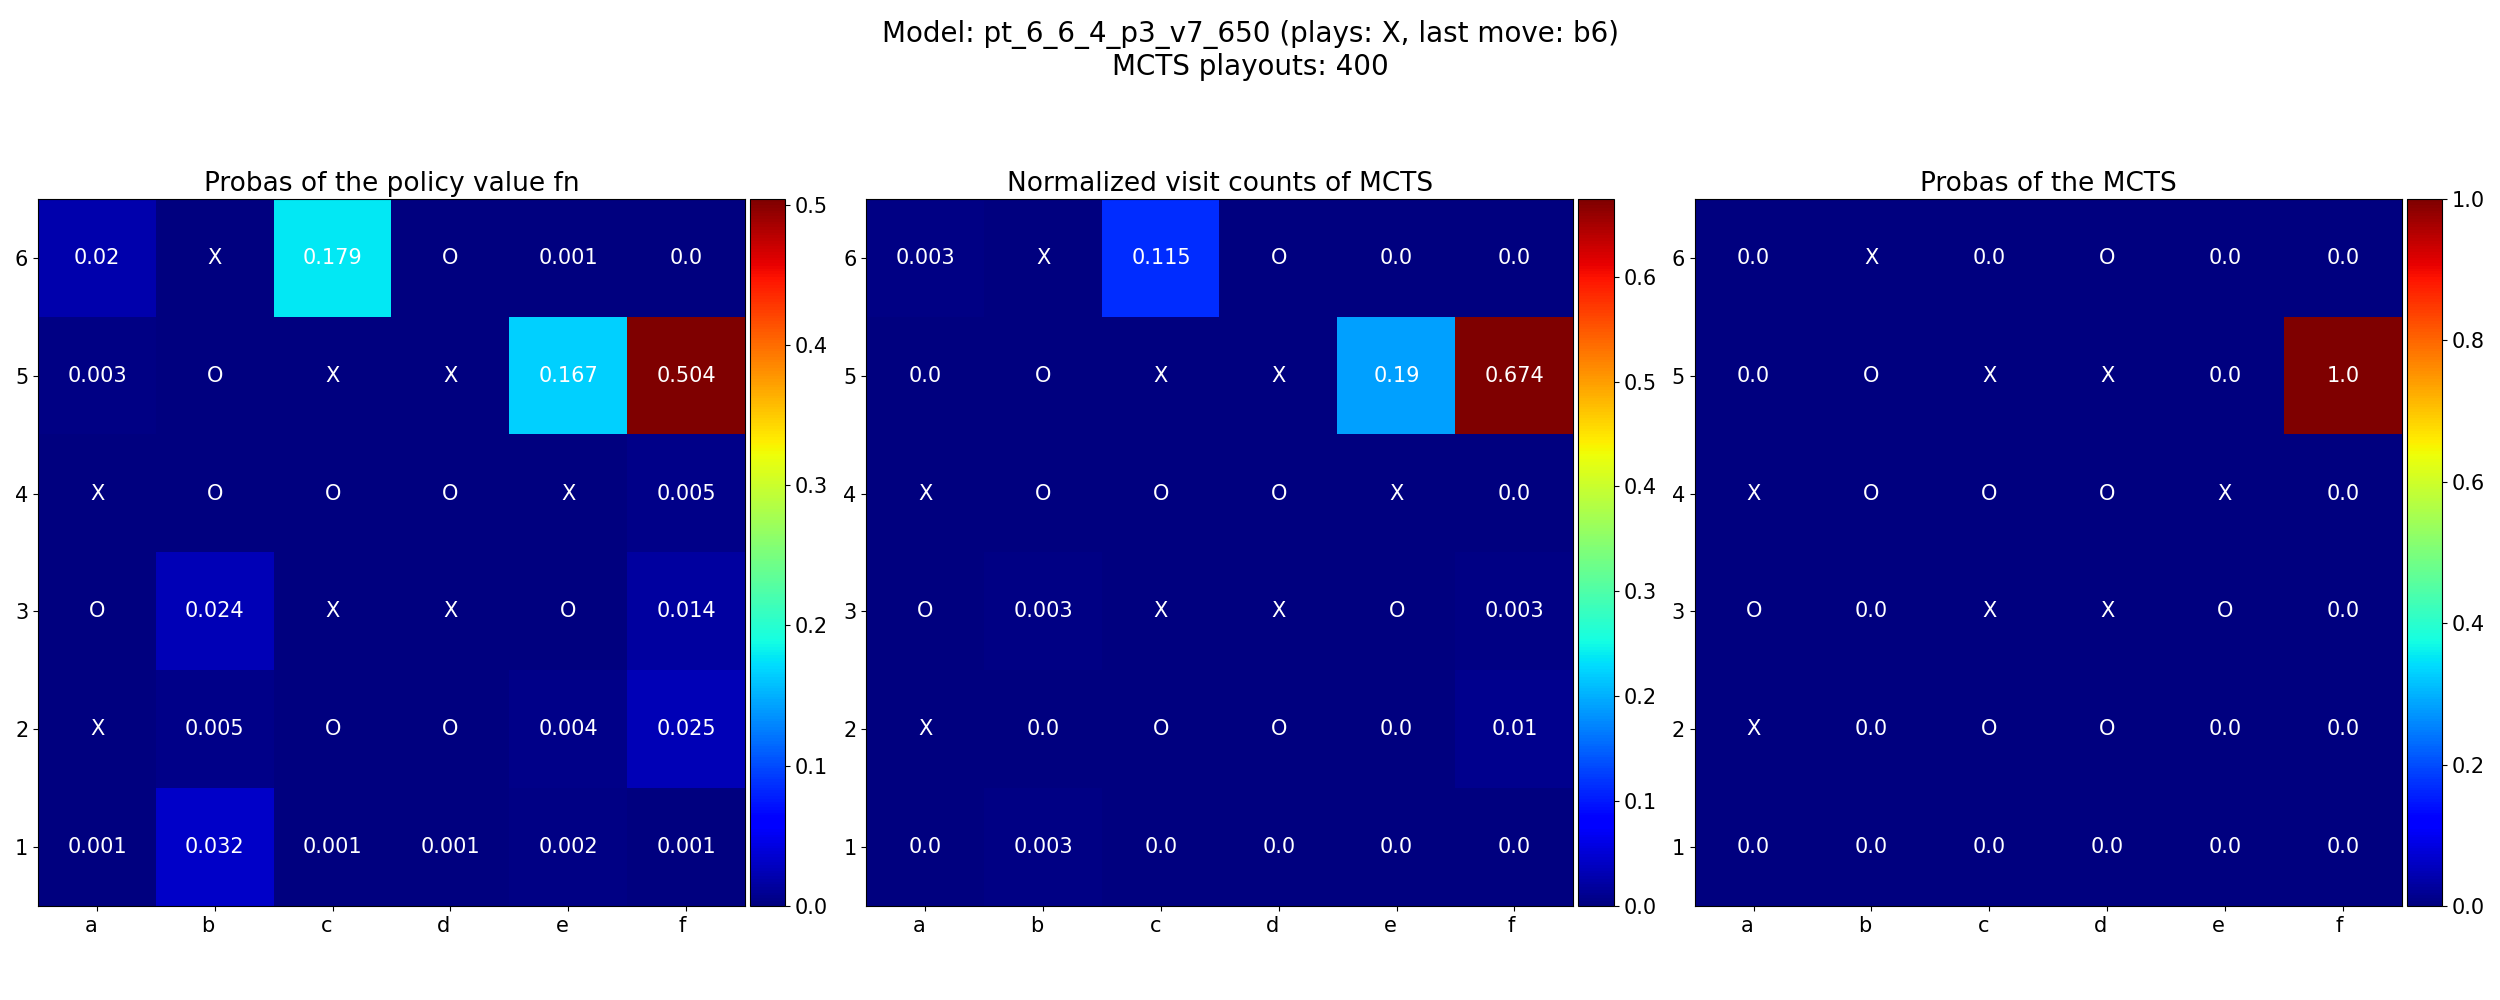 Model: pt_6_6_4_p3_v7_650 (plays: X, last move: b6)
MCTS playouts: 400
Probas of the policy value fn
6 0.02 X 0.179 O 0.001 0.0
5 0.003 O X X 0.167 0.504
4 X O O O X 0.005
3 O 0.024 X X O 0.014
2 X 0.005 O O 0.004 0.025
1 0.001 0.032 0.001 0.001 0.002 0.001
a b c d e f
0.5
0.4
0.3
0.2
0.1
0.0
Normalized visit counts of MCTS
6 0.003 X 0.115 O 0.0 0.0
5 0.0 O X X 0.19 0.674
4 X O O O X 0.0
3 O 0.003 X X O 0.003
2 X 0.0 O O 0.0 0.01
1 0.0 0.003 0.0 0.0 0.0 0.0
a b c d e f
0.6
0.5
0.4
0.3
0.2
0.1
0.0
Probas of the MCTS
6 0.0 X 0.0 O 0.0 0.0
5 0.0 O X X 0.0 1.0
4 X O O O X 0.0
3 O 0.0 X X O 0.0
2 X 0.0 O O 0.0 0.0
1 0.0 0.0 0.0 0.0 0.0 0.0
a b c d e f
1.0
0.8
0.6
0.4
0.2
0.0